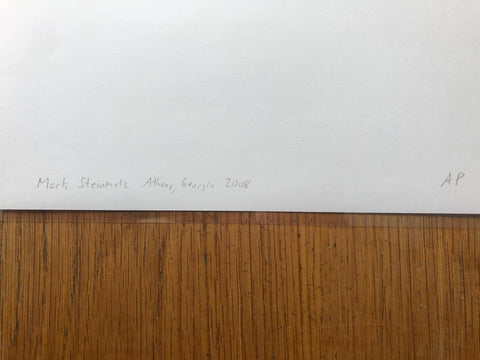 Mark Steinmetz Athens, Georgia 2008 AP